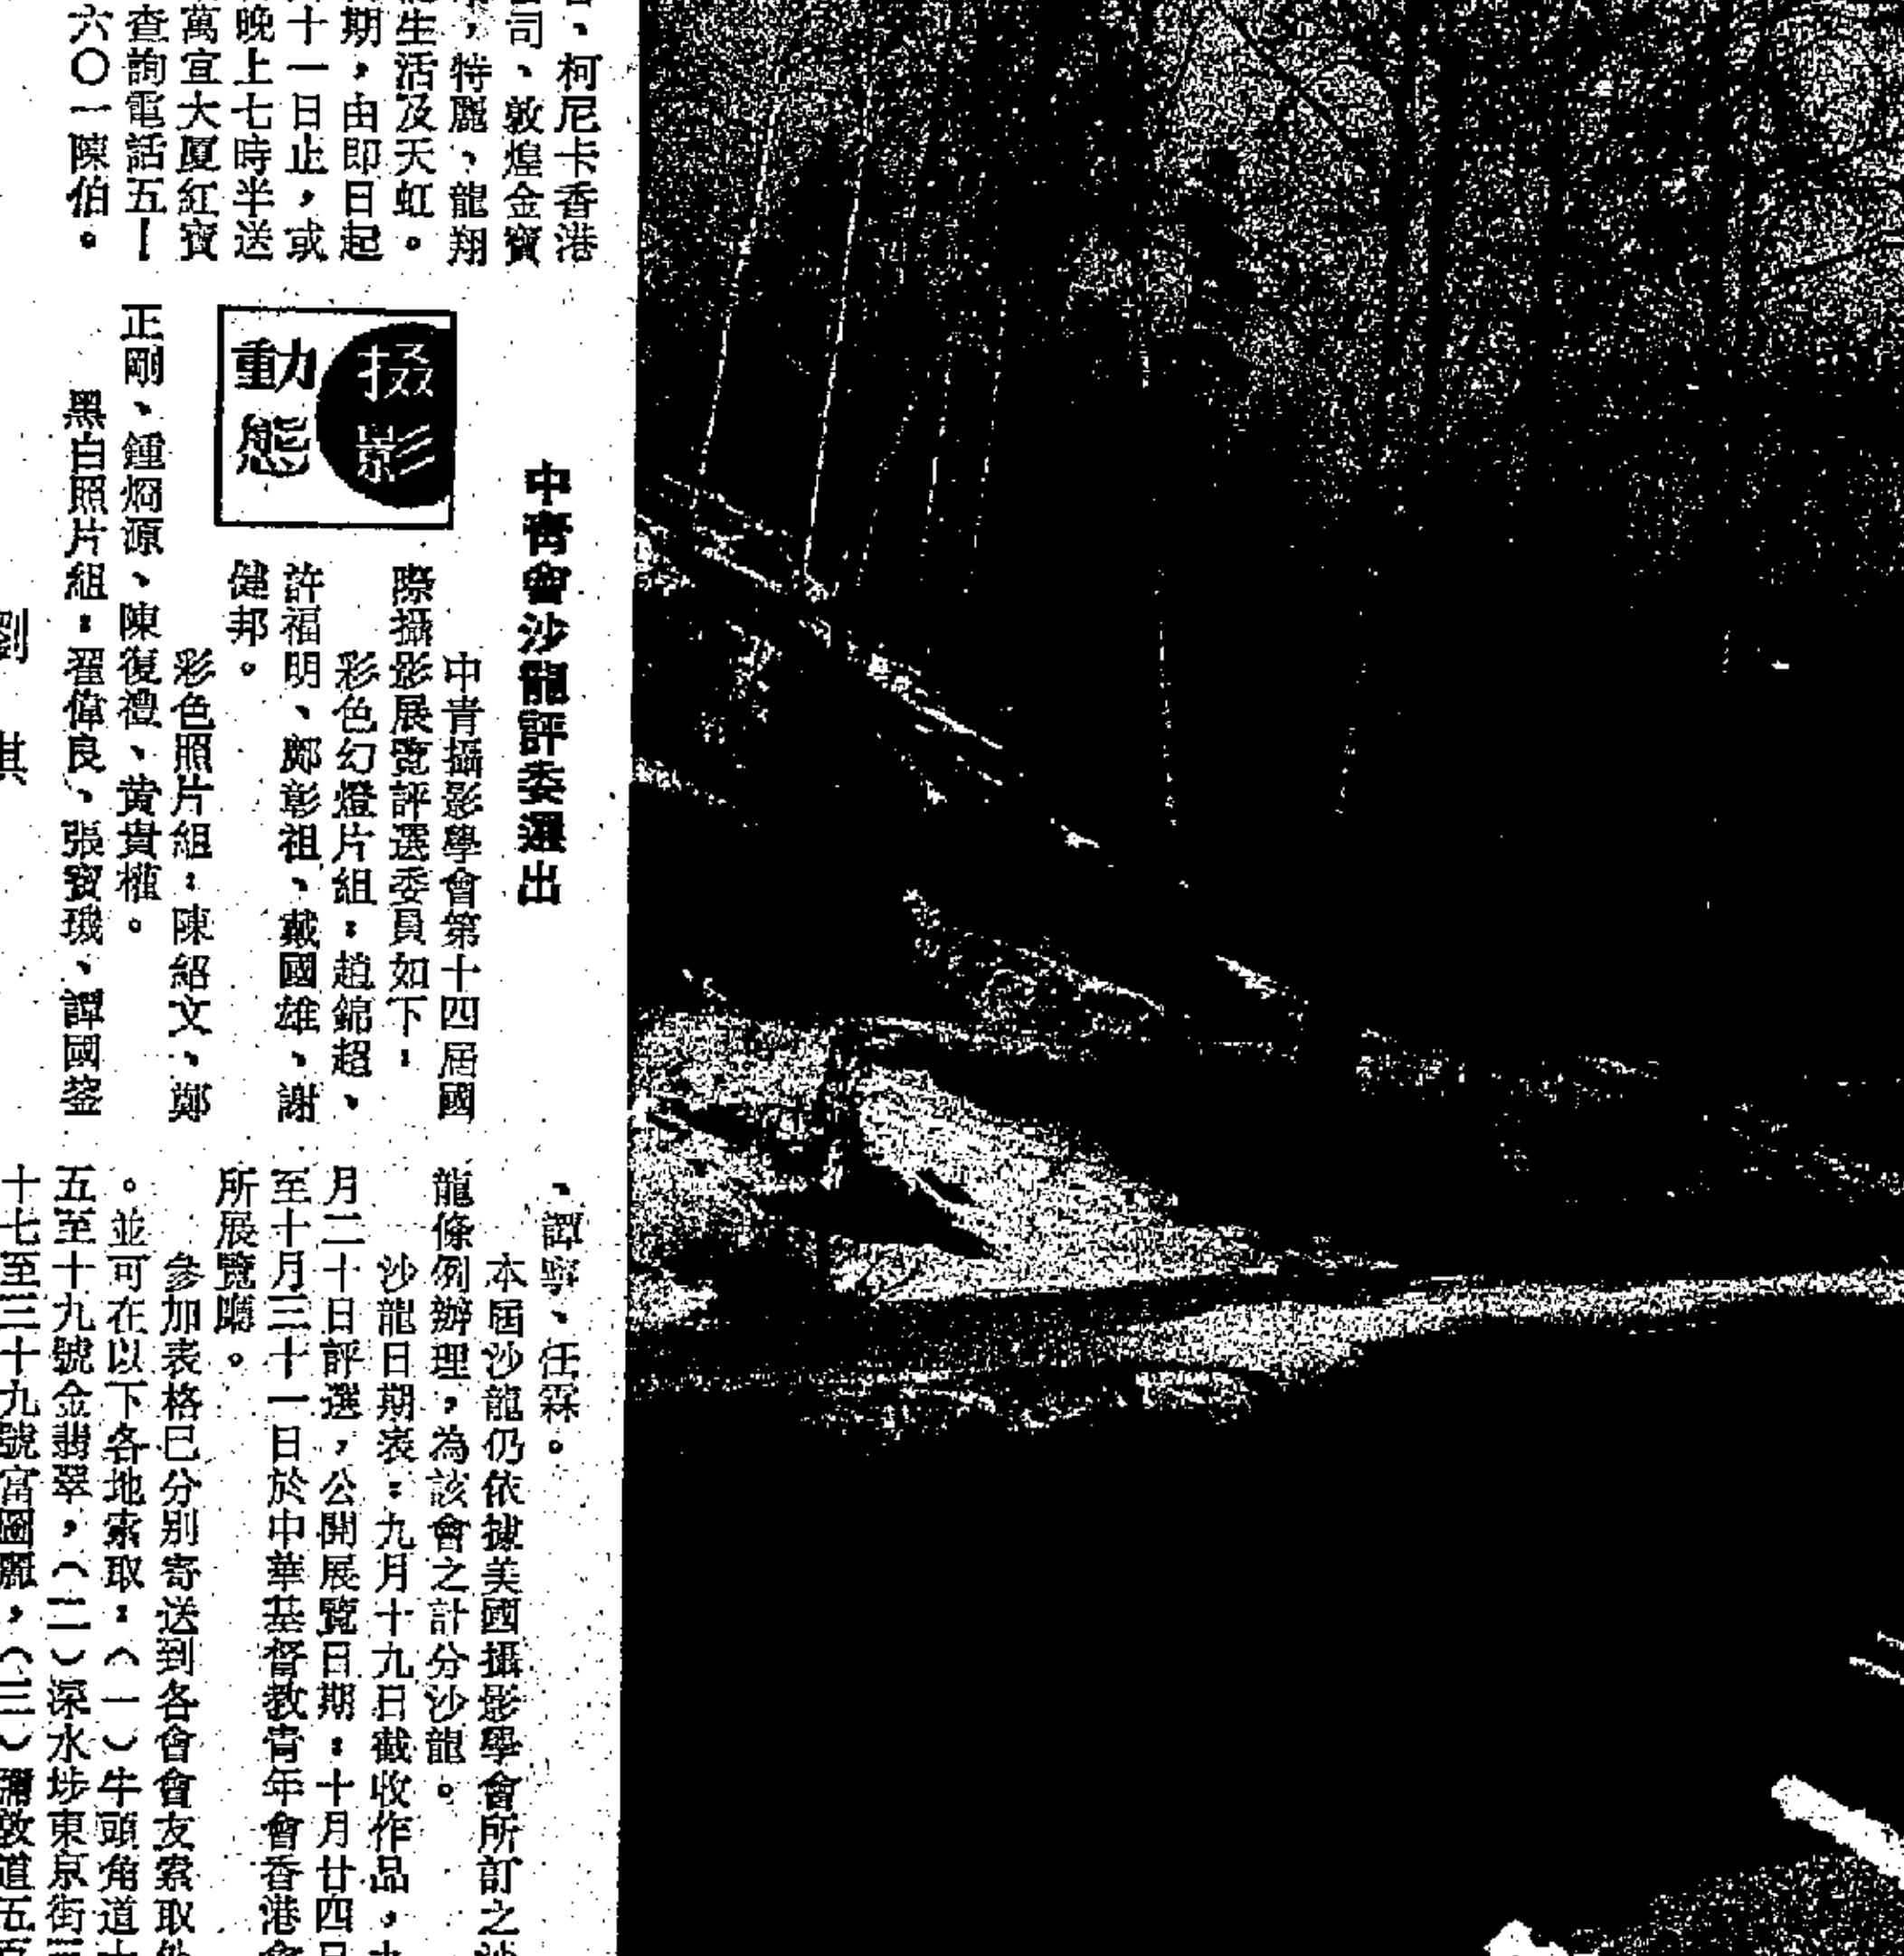 、柯尼卡香港
司、敦煌金寶
，特麗、龍翔
生活及天虹。
期，由即日起
十一日止，或
晚上七時半送
萬宜大厦紅寶
查詢電話五—
六〇一陳伯。
攝影
動態
中青會沙龍評委選出
中青攝影學會第十四屆國
際攝影展覽評選委員如下：
彩色幻燈片組：趙錦超、
許福明、鄺彰祖、戴國雄、謝
健邦。
彩色照片組：陳紹文、鄭
正剛、鍾炳源、陳復禮、黃貴權。
黑白照片組：翟偉良、張寶璣、譚國鋆
劉 淇
、譚寧、任霖。
本屆沙龍仍依據美國攝影學會所訂之沙
龍條例辦理，為該會之計分沙龍。
沙龍日期表：九月十九日截收作品，九
月二十日評選，公開展覽日期：十月廿四日
至十月三十一日於中華基督教青年會香港會
所展覽廳。
參加表格已分別寄送到各會會友索取
。並可在以下各地索取：（一）牛頭角道十
五至十九號金翡翠，（二）深水埗東京街三
十七至三十九號富圖麗，（三）彌敦道五百